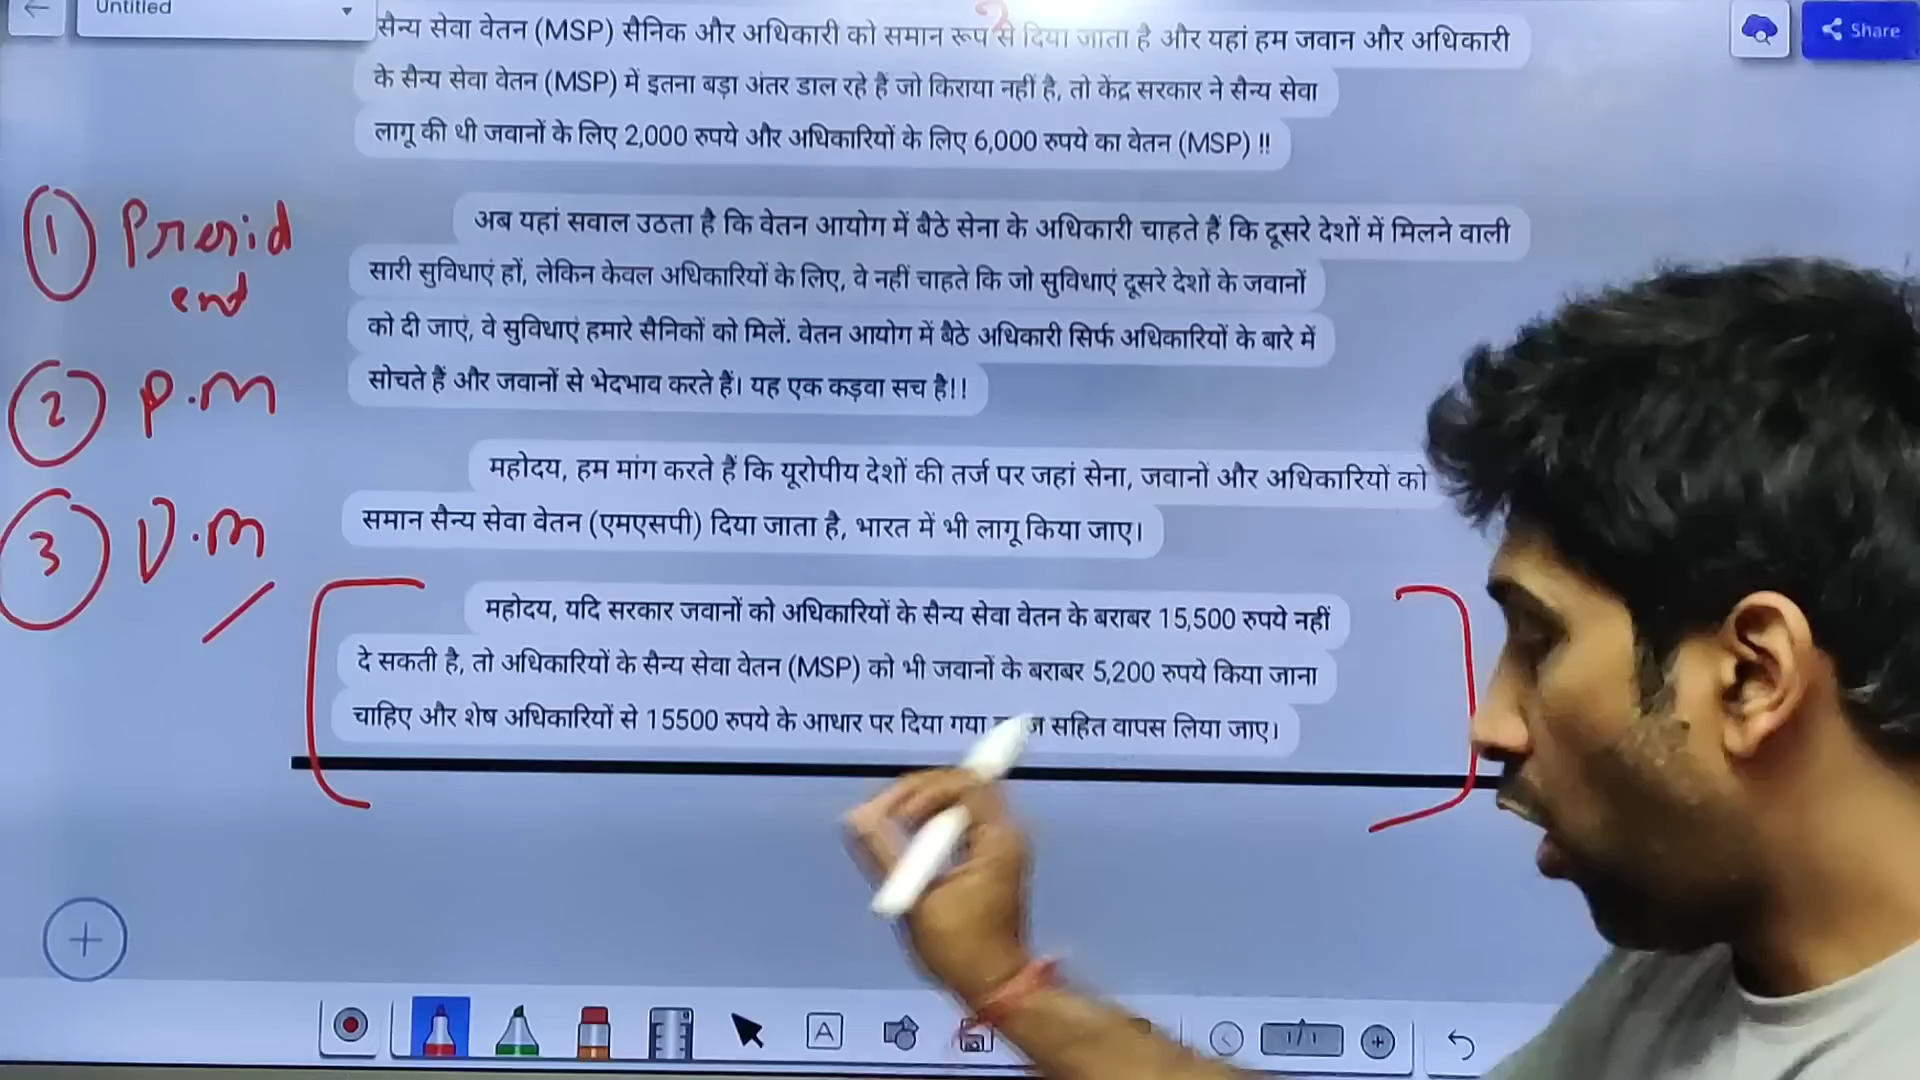 Untitled
Share
सैन्य सेवा वेतन (MSP) सैनिक और अधिकारी को समान रूप से दिया जाता है और यहां हम जवान और अधिकारी
के सैन्य सेवा वेतन (MSP) में इतना बड़ा अंतर डाल रहे हैं जो किराया नहीं है, तो केंद्र सरकार ने सैन्य सेवा
लागू की थी जवानों के लिए 2,000 रुपये और अधिकारियों के लिए 6,000 रुपये का वेतन (MSP) !!
1 Presid
ent
अब यहां सवाल उठता है कि वेतन आयोग में बैठे सेना के अधिकारी चाहते हैं कि दूसरे देशों में मिलने वाली
सारी सुविधाएं हों, लेकिन केवल अधिकारियों के लिए, वे नहीं चाहते कि जो सुविधाएं दूसरे देशों के जवानों
को दी जाएं, वे सुविधाएं हमारे सैनिकों को मिलें. वेतन आयोग में बैठे अधिकारी सिर्फ अधिकारियों के बारे में
सोचते हैं और जवानों से भेदभाव करते हैं। यह एक कड़वा सच है!!
2 P.M
महोदय, हम मांग करते हैं कि यूरोपीय देशों की तर्ज पर जहां सेना, जवानों और अधिकारियों को
समान सैन्य सेवा वेतन (एमएसपी) दिया जाता है, भारत में भी लागू किया जाए।
3 D.M
महोदय, यदि सरकार जवानों को अधिकारियों के सैन्य सेवा वेतन के बराबर 15,500 रुपये नहीं
दे सकती है, तो अधिकारियों के सैन्य सेवा वेतन (MSP) को भी जवानों के बराबर 5,200 रुपये किया जाना
चाहिए और शेष अधिकारियों से 15500 रुपये के आधार पर दिया गया सहित वापस लिया जाए।
A
1/1